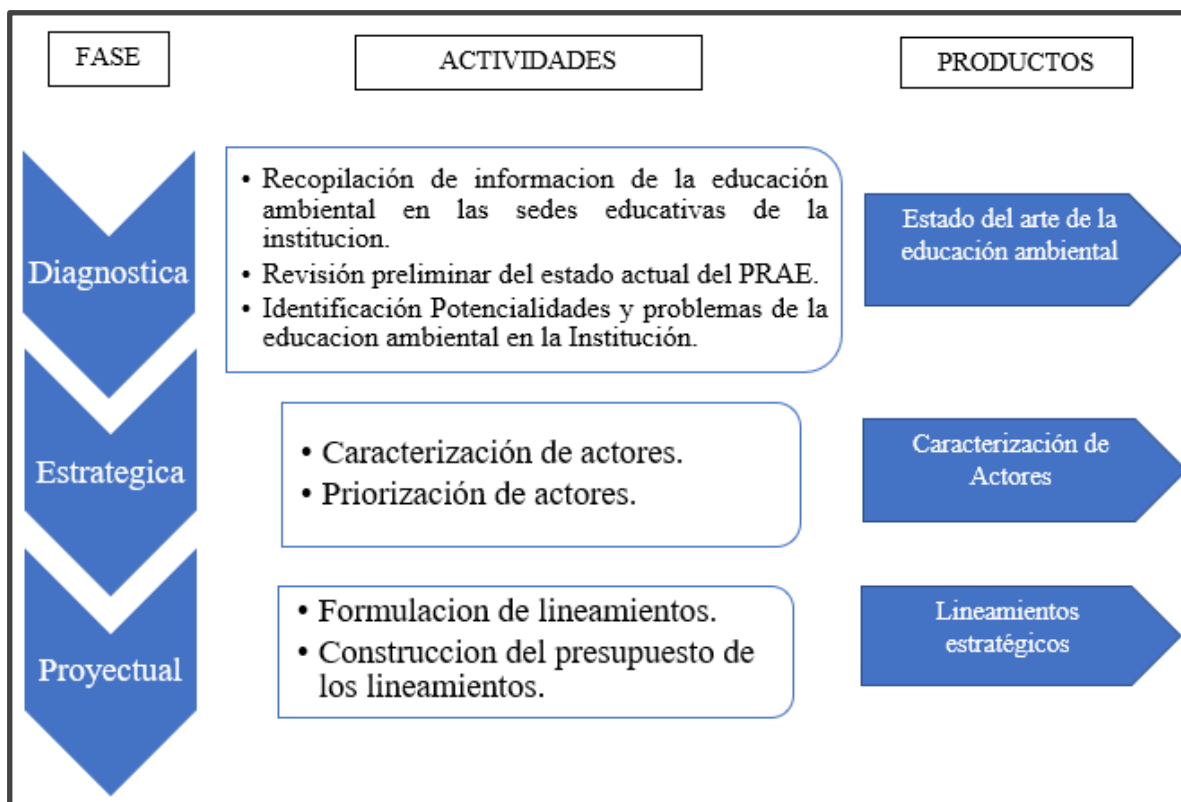 FASE
ACTIVIDADES
PRODUCTOS
Diagnostica
• Recopilación de informacion de la educación
ambiental en las sedes educativas de la
institucion.
• Revisión preliminar del estado actual del PRAE.
• Identificación Potencialidades y problemas de la
educacion ambiental en la Institución.
Estado del arte de la
educación ambiental
Estrategica
• Caracterización de actores.
• Priorización de actores.
Caracterización de
Actores
Proyectual
• Formulacion de lineamientos.
• Construccion del presupuesto de
los lineamientos.
Lineamientos
estratégicos